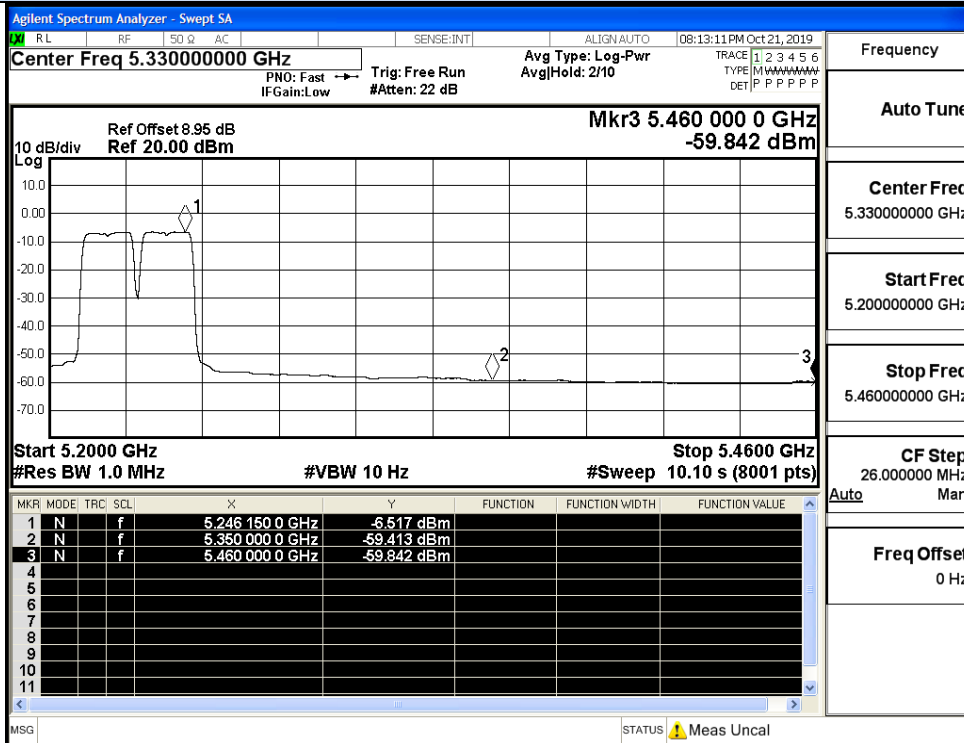 Agilent Spectrum Analyzer - Swept SA
LXI RL RF 50 Ω AC SENSE:INT ALIGN AUTO 08:13:11 PM Oct 21, 2019
Center Freq 5.330000000 GHz
PNO: Fast
IFGain:Low
Trig: Free Run
#Atten: 22 dB
Avg Type: Log-Pwr
Avg|Hold: 2/10
TRACE 1 2 3 4 5 6
TYPE M W W W W W
DET P P P P P P
Mkr3 5.460 000 0 GHz
-59.842 dBm
Ref Offset 8.95 dB
10 dB/div Ref 20.00 dBm
Log
10.0
0.00
-10.0
-20.0
-30.0
-40.0
-50.0
-60.0
-70.0
1
2
3
Start 5.2000 GHz Stop 5.4600 GHz
#Res BW 1.0 MHz #VBW 10 Hz #Sweep 10.10 s (8001 pts)
MKR MODE TRC SCL X Y FUNCTION FUNCTION WIDTH FUNCTION VALUE
1 N f 5.246 150 0 GHz -6.517 dBm
2 N f 5.350 000 0 GHz -59.413 dBm
3 N f 5.460 000 0 GHz -59.842 dBm
4
5
6
7
8
9
10
11
MSG STATUS Meas Uncal
Frequency
Auto Tune
Center Freq
5.330000000 GHz
Start Freq
5.200000000 GHz
Stop Freq
5.460000000 GHz
CF Step
26.000000 MHz
Auto Man
Freq Offset
0 Hz